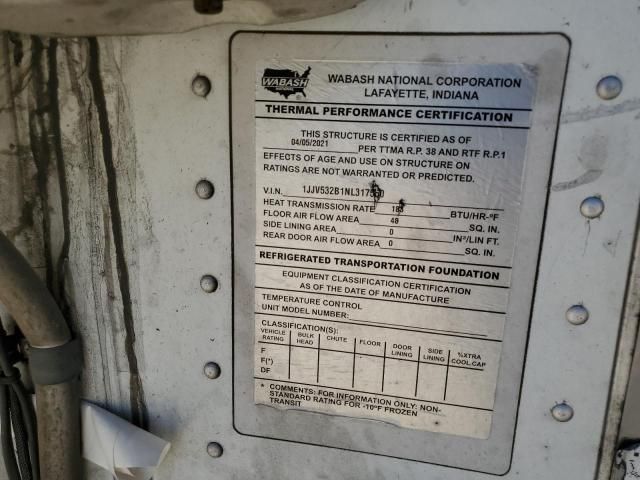 WABASH
NATIONAL
WABASH NATIONAL CORPORATION
LAFAYETTE, INDIANA
THERMAL PERFORMANCE CERTIFICATION
THIS STRUCTURE IS CERTIFIED AS OF
04/05/2021 PER TTMA R.P. 38 AND RTF R.P.1
EFFECTS OF AGE AND USE ON STRUCTURE OR
RATINGS ARE NOT WARRANTED OR PREDICTED.
V.I.N.
HEAT TRANSMISSION RATE BTU/HR-ºF
FLOOR AIR FLOW AREA 48 SQ. IN.
SIDE LINING AREA 0 IN²/LIN FT.
REAR DOOR AIR FLOW AREA 0 SQ. IN.
REFRIGERATED TRANSPORTATION FOUNDATION
EQUIPMENT CLASSIFICATION CERTIFICATION
AS OF THE DATE OF MANUFACTURE
TEMPERATURE CONTROL
UNIT MODEL NUMBER:
CLASSIFICATION(S):
VEHICLE RATING BULK HEAD CHUTE FLOOR DOOR LINING SIDE LINING %XTRA COOL.CAP
F
F(*)
DF
* COMMENTS: FOR INFORMATION ONLY: NON-
STANDARD RATING FOR -10°F FROZEN
TRANSIT